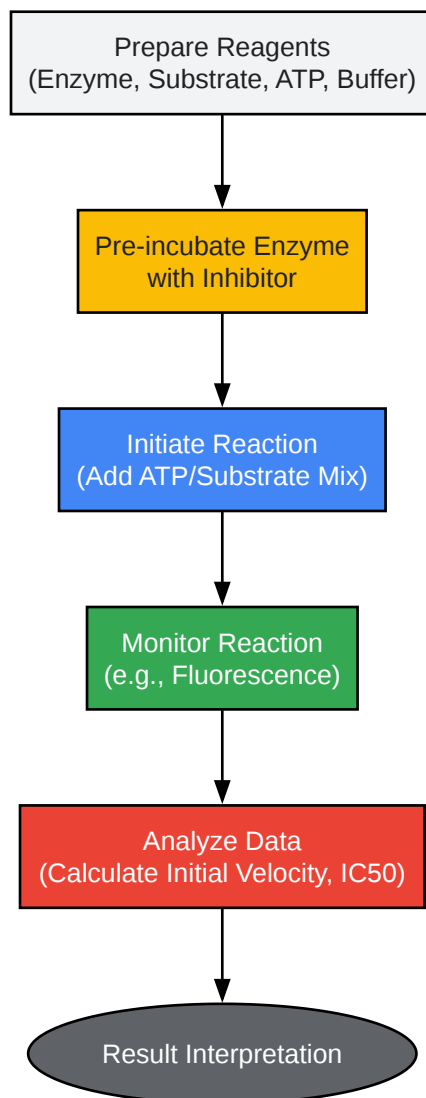 Prepare Reagents
(Enzyme, Substrate, ATP, Buffer)
Pre-incubate Enzyme
with Inhibitor
Initiate Reaction
(Add ATP/Substrate Mix)
Monitor Reaction
(e.g., Fluorescence)
Analyze Data
(Calculate Initial Velocity, IC50)
Result Interpretation